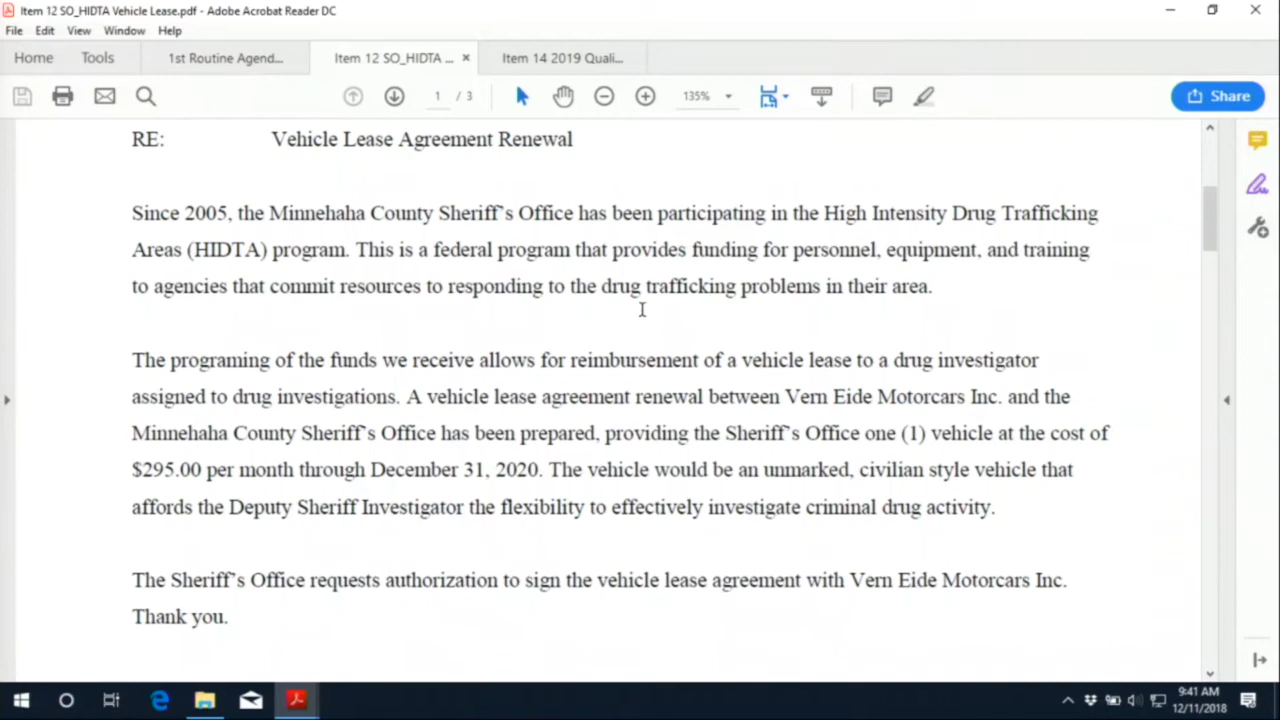 Item 12 SO_HIDTA Vehicle Lease.pdf - Adobe Acrobat Reader DC
File Edit View Window Help
Home Tools 1st Routine Agend... Item 12 SO_HIDTA ... × Item 14 2019 Quali...
1 / 3 135% Share
RE: Vehicle Lease Agreement Renewal
Since 2005, the Minnehaha County Sheriff's Office has been participating in the High Intensity Drug Trafficking
Areas (HIDTA) program. This is a federal program that provides funding for personnel, equipment, and training
to agencies that commit resources to responding to the drug trafficking problems in their area.
The programing of the funds we receive allows for reimbursement of a vehicle lease to a drug investigator
assigned to drug investigations. A vehicle lease agreement renewal between Vern Eide Motorcars Inc. and the
Minnehaha County Sheriff's Office has been prepared, providing the Sheriff's Office one (1) vehicle at the cost of
$295.00 per month through December 31, 2020. The vehicle would be an unmarked, civilian style vehicle that
affords the Deputy Sheriff Investigator the flexibility to effectively investigate criminal drug activity.
The Sheriff's Office requests authorization to sign the vehicle lease agreement with Vern Eide Motorcars Inc.
Thank you.
9:41 AM
12/11/2018